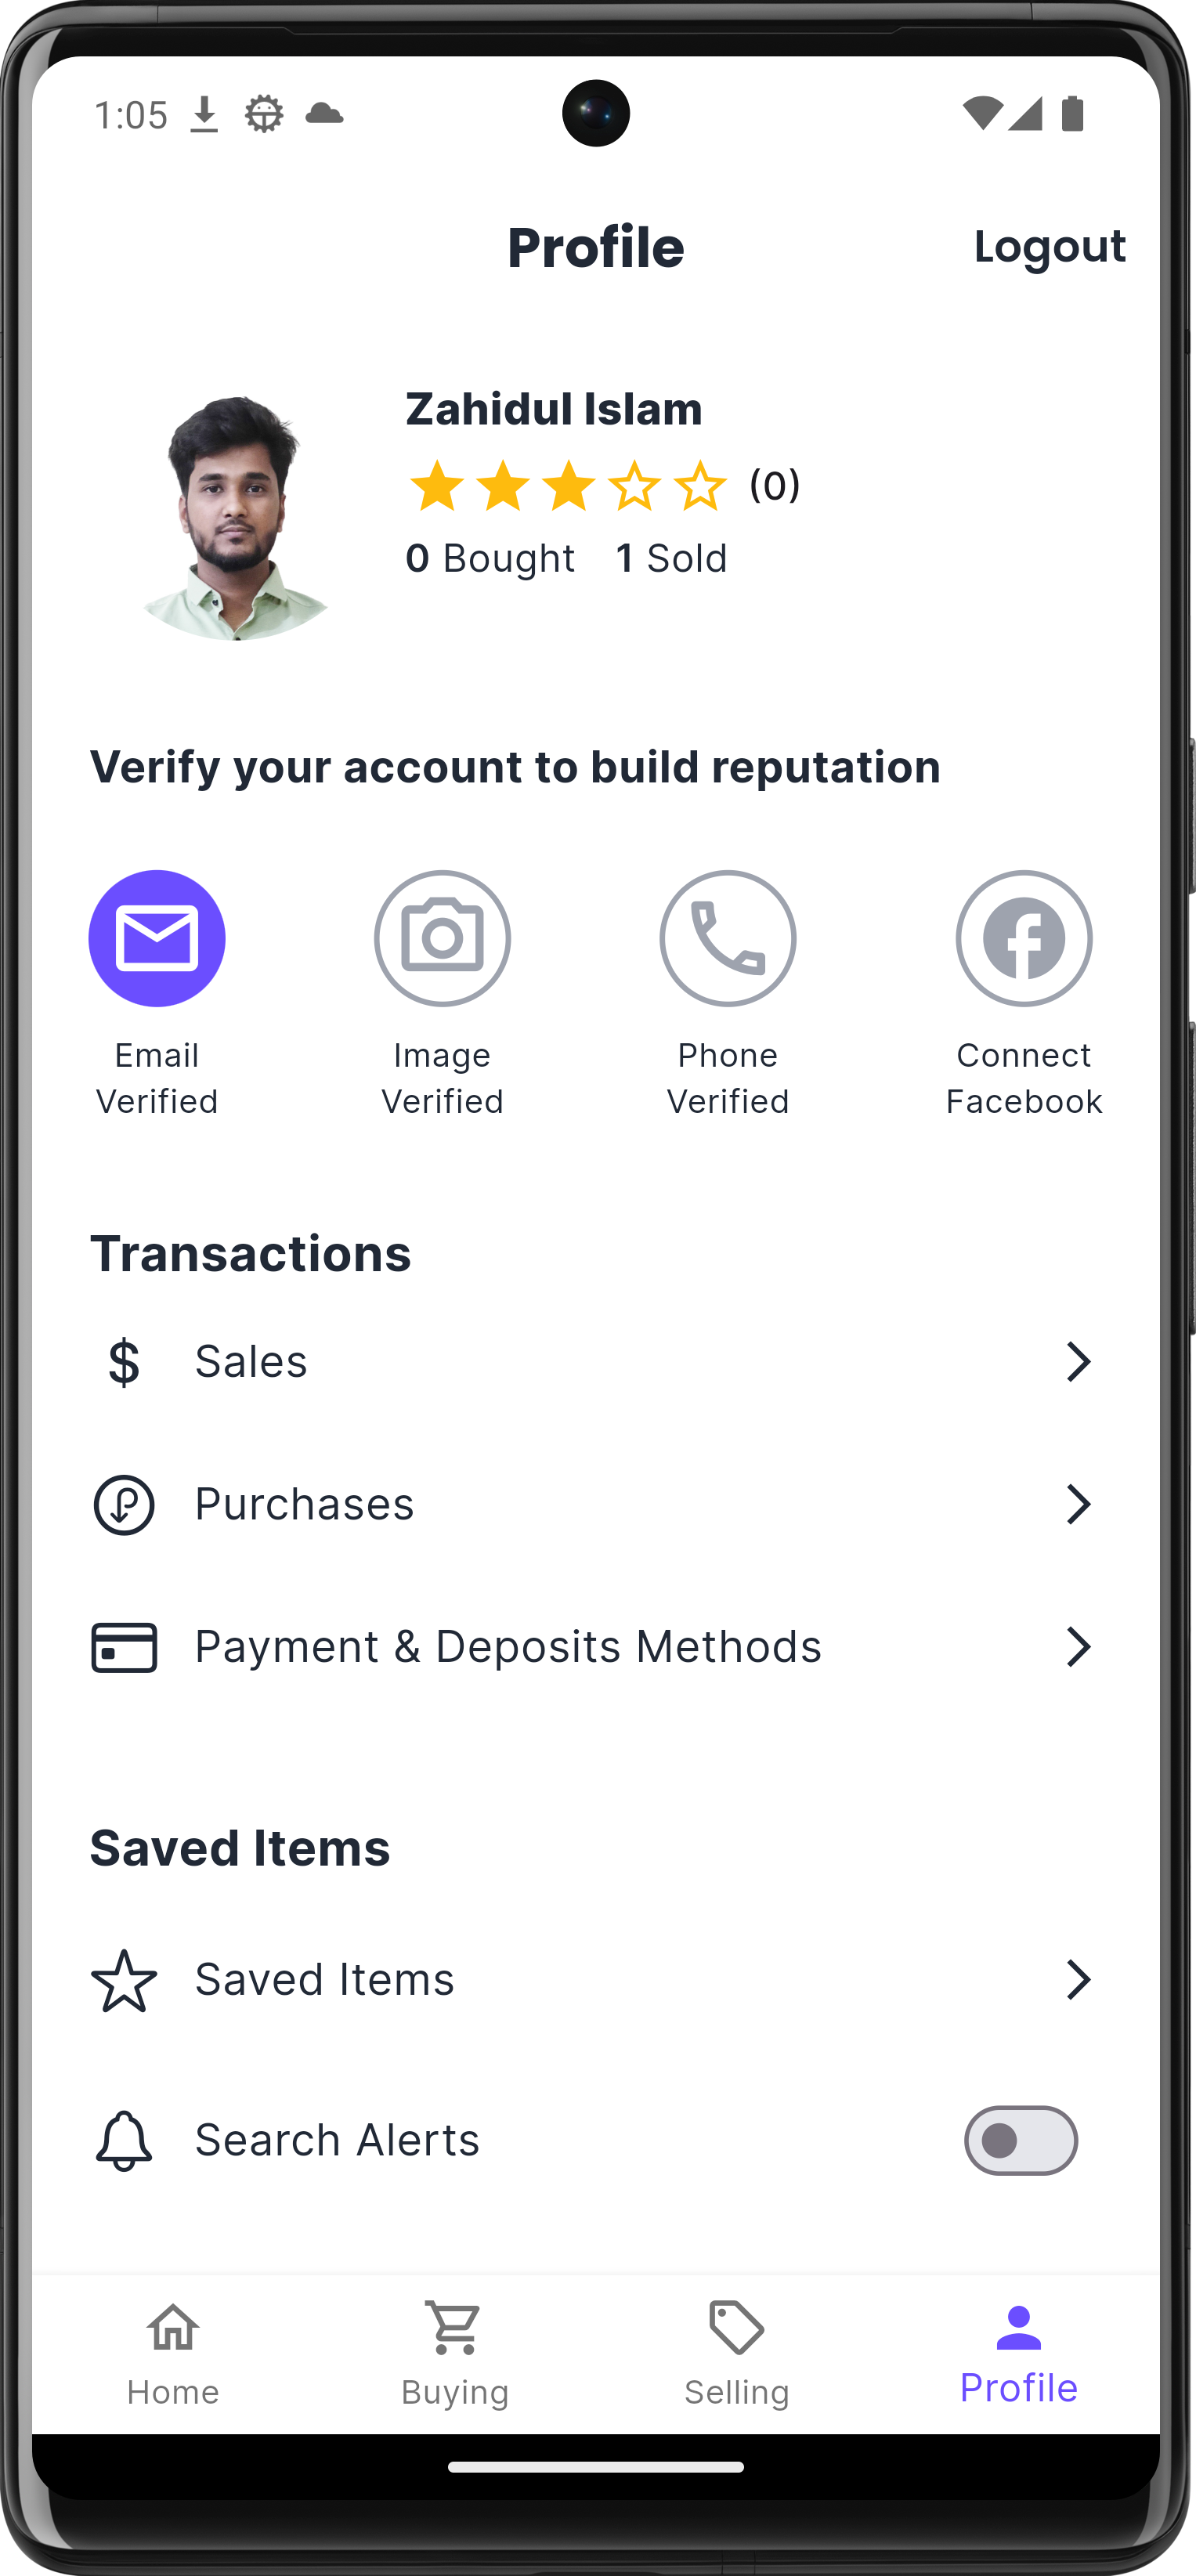 1:05
Profile
Logout
Zahidul Islam
(0)
0 Bought 1 Sold
Verify your account to build reputation
Email
Verified
Image
Verified
Phone
Verified
Connect
Facebook
Transactions
$ Sales
Purchases
Payment & Deposits Methods
Saved Items
Saved Items
Search Alerts
Home
Buying
Selling
Profile